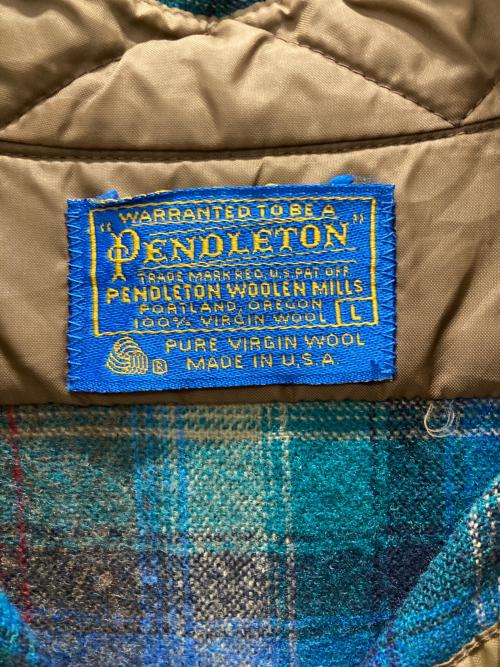 WARRANTED TO BE A
"PENDLETON"
TRADE MARK REG. U.S. PAT OFF
PENDLETON WOOLEN MILLS
PORTLAND, OREGON
100% VIRGIN WOOL L
® PURE VIRGIN WOOL
MADE IN U.S.A.